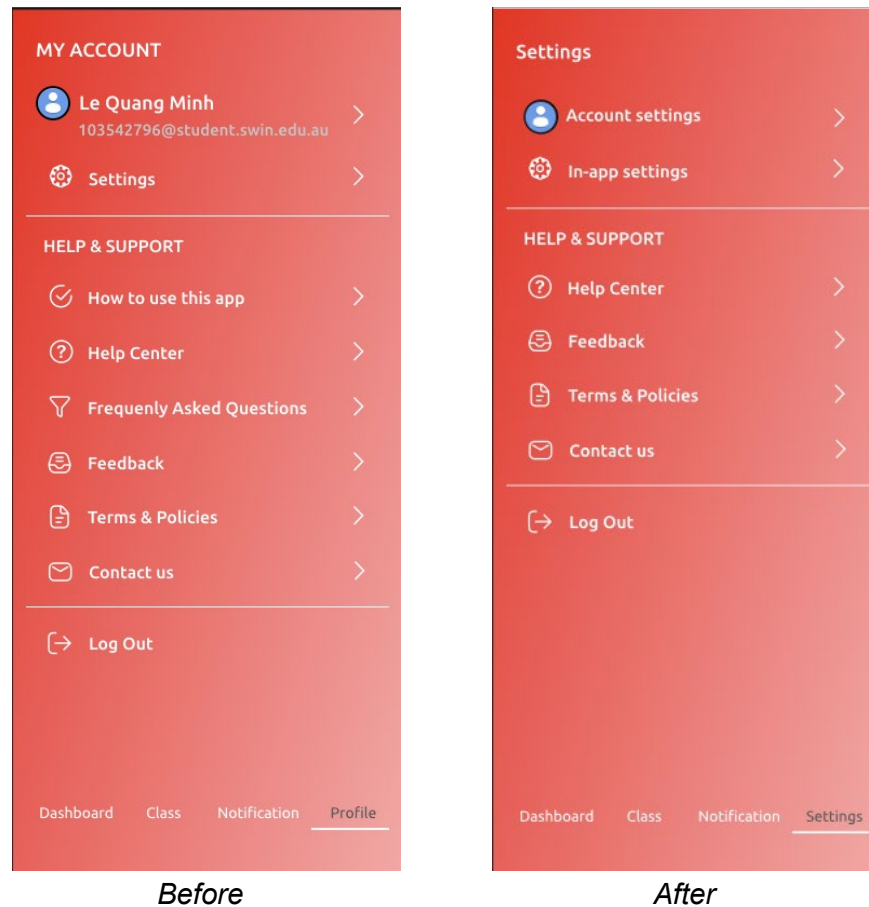 MY ACCOUNT
Le Quang Minh
103542796@student.swin.edu.au
Settings
HELP & SUPPORT
How to use this app
Help Center
Frequenly Asked Questions
Feedback
Terms & Policies
Contact us
Log Out
Dashboard Class Notification Profile
Before
Settings
Account settings
In-app settings
HELP & SUPPORT
Help Center
Feedback
Terms & Policies
Contact us
Log Out
Dashboard Class Notification Settings
After